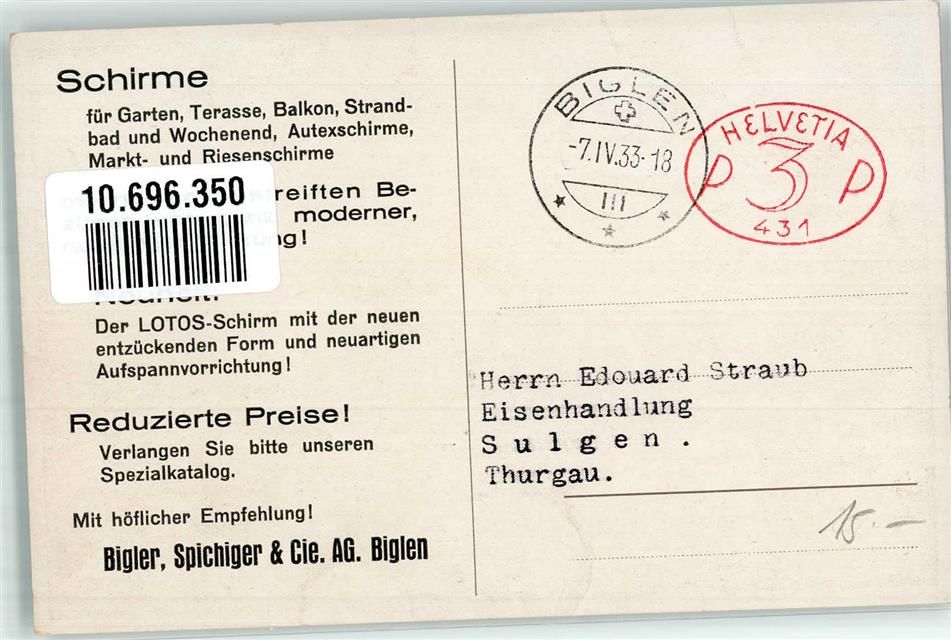 Schirme
für Garten, Terasse, Balkon, Strand-
bad und Wochenend, Autexschirme,
Markt- und Riesenschirme
10.696.350
reiften Be-
moderner,
ng!
Neuheit!
Der LOTOS-Schirm mit der neuen
entzückenden Form und neuartigen
Aufspannvorrichtung!
Reduzierte Preise!
Verlangen Sie bitte unseren
Spezialkatalog.
Mit höflicher Empfehlung!
Bigler, Spichiger & Cie. AG. Biglen
BIGLEN
-7.IV.33-18
III
HELVETIA
P 3 P
431
Herrn Edouard Straub
Eisenhandlung
Sulgen.
Thurgau.
15.-